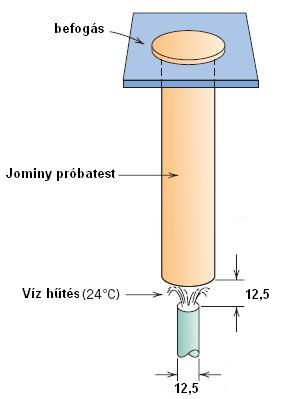 befogás
Jominy próbatest
Víz hűtés (24°C)
12,5
12,5